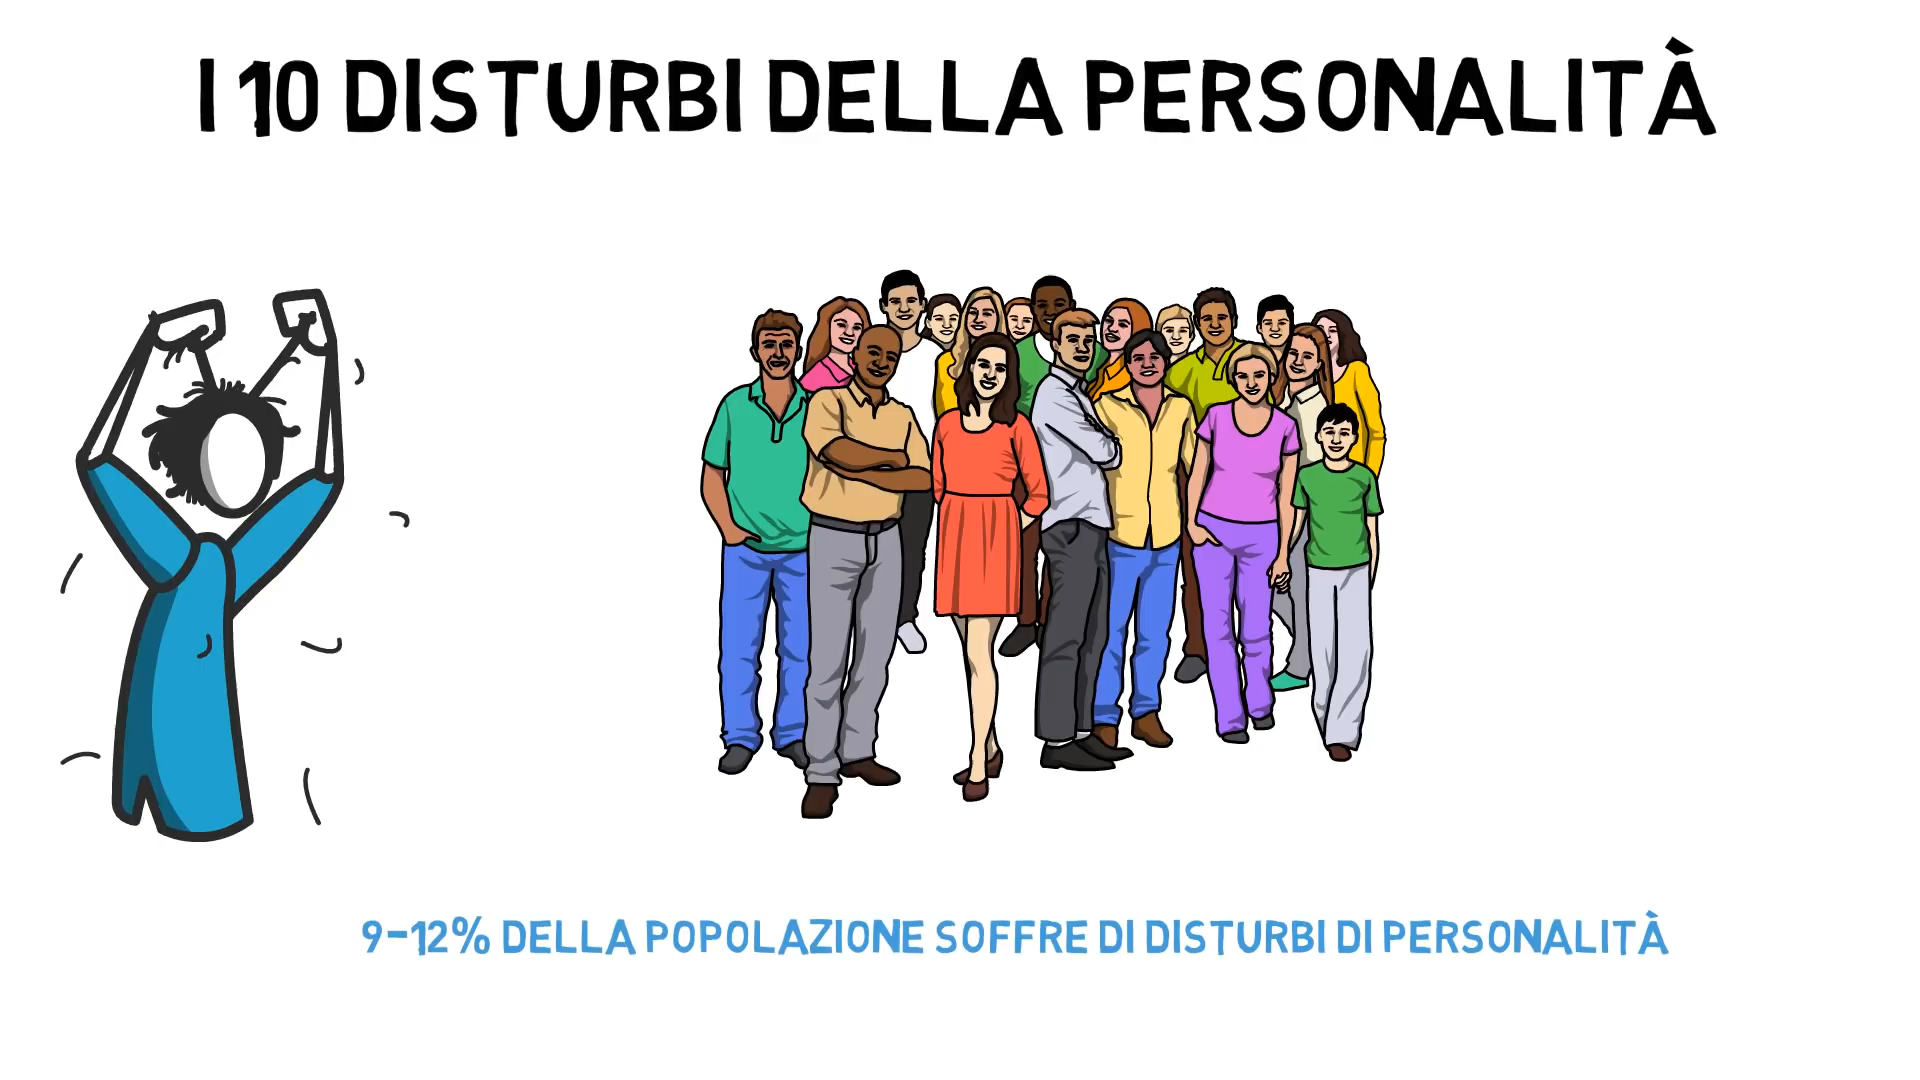 I 10 DISTURBI DELLA PERSONALITÀ
9-12% DELLA POPOLAZIONE SOFFRE DI DISTURBI DI PERSONALITÀ